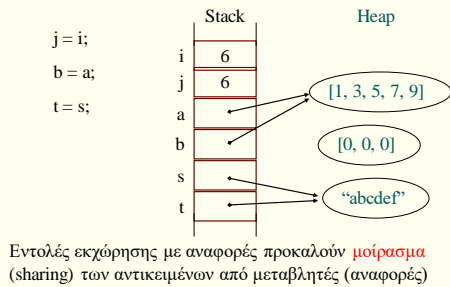 Stack
Heap
j = i;
b = a;
t = s;
i 6
j 6
a
b
s
t
[1, 3, 5, 7, 9]
[0, 0, 0]
“abcdef”
Εντολές εκχώρησης με αναφορές προκαλούν μοίρασμα
(sharing) των αντικειμένων από μεταβλητές (αναφορές)